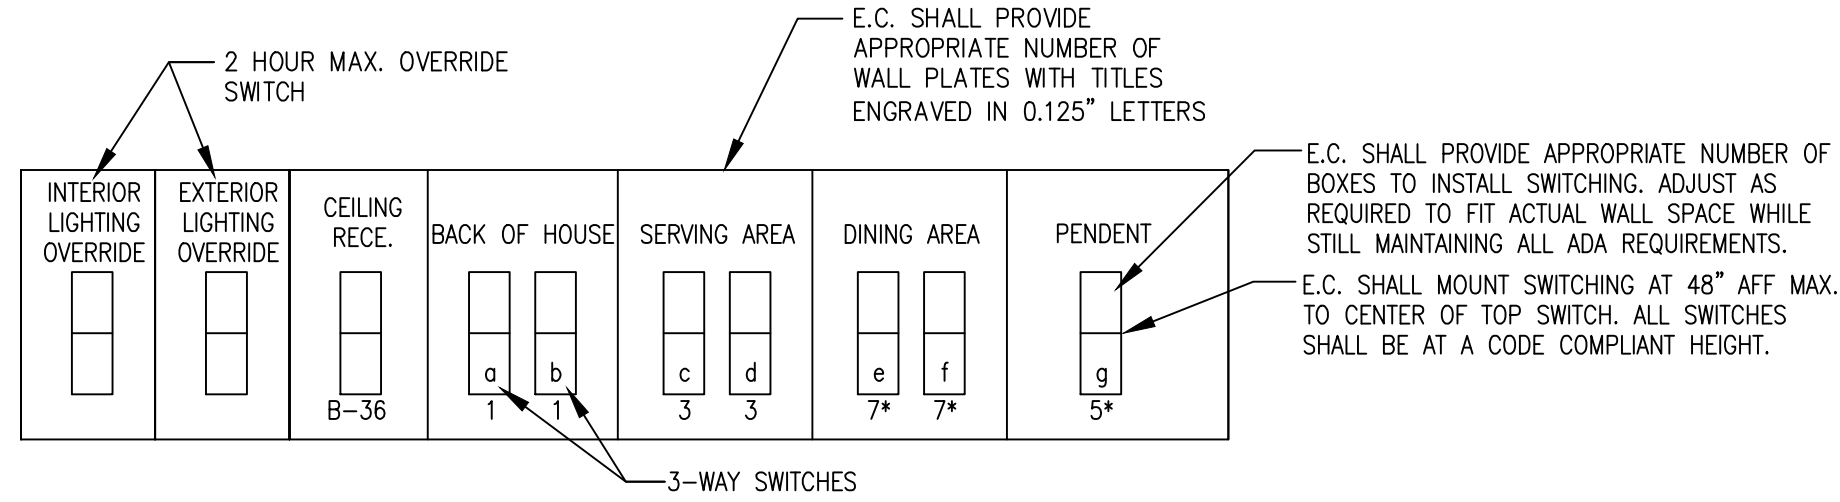 E.C. SHALL PROVIDE
APPROPRIATE NUMBER OF
WALL PLATES WITH TITLES
ENGRAVED IN 0.125" LETTERS
2 HOUR MAX. OVERRIDE
SWITCH
E.C. SHALL PROVIDE APPROPRIATE NUMBER OF
BOXES TO INSTALL SWITCHING. ADJUST AS
REQUIRED TO FIT ACTUAL WALL SPACE WHILE
STILL MAINTAINING ALL ADA REQUIREMENTS.
E.C. SHALL MOUNT SWITCHING AT 48" AFF MAX.
TO CENTER OF TOP SWITCH. ALL SWITCHES
SHALL BE AT A CODE COMPLIANT HEIGHT.
INTERIOR
LIGHTING
OVERRIDE
EXTERIOR
LIGHTING
OVERRIDE
CEILING
RECE.
B-36
BACK OF HOUSE
a b
1 1
SERVING AREA
c d
3 3
DINING AREA
e f
7* 7*
PENDENT
g
5*
3-WAY SWITCHES